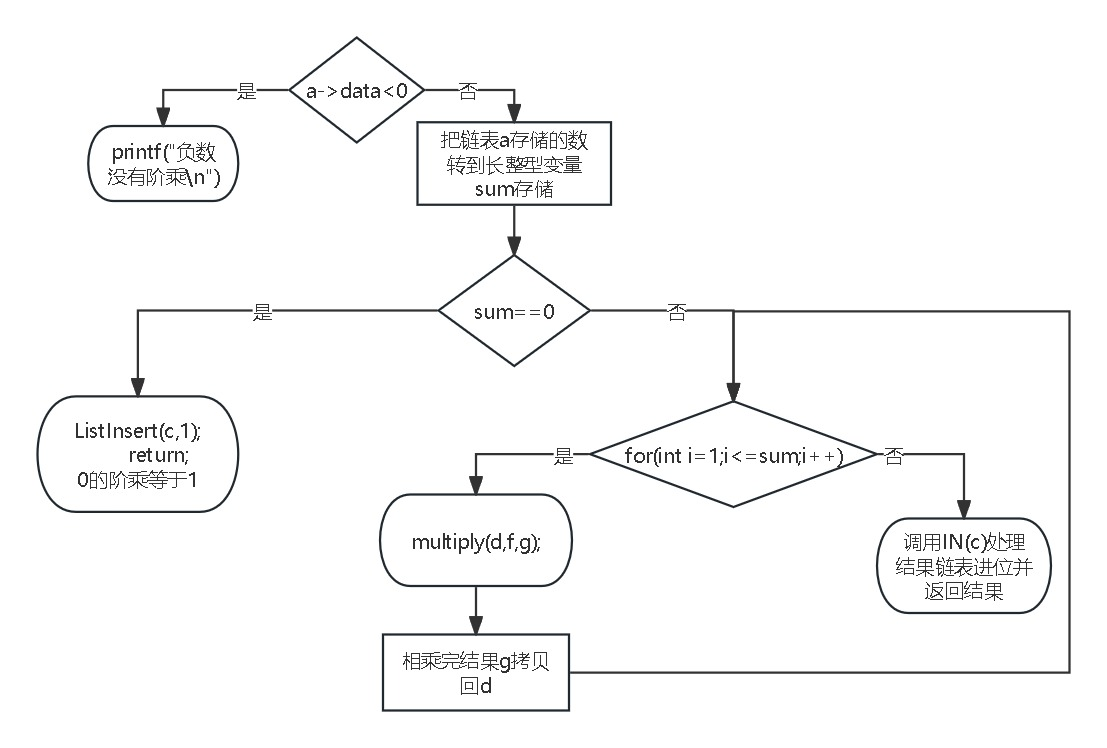 a->data<0
是
否
printf("负数
没有阶乘\n")
把链表a存储的数
转到长整型变量
sum存储
sum==0
是
否
ListInsert(c,1);
return;
0的阶乘等于1
for(int i=1;i<=sum;i++)
是
否
multiply(d,f,g);
调用IN(c)处理
结果链表进位并
返回结果
相乘完结果g拷贝
回d